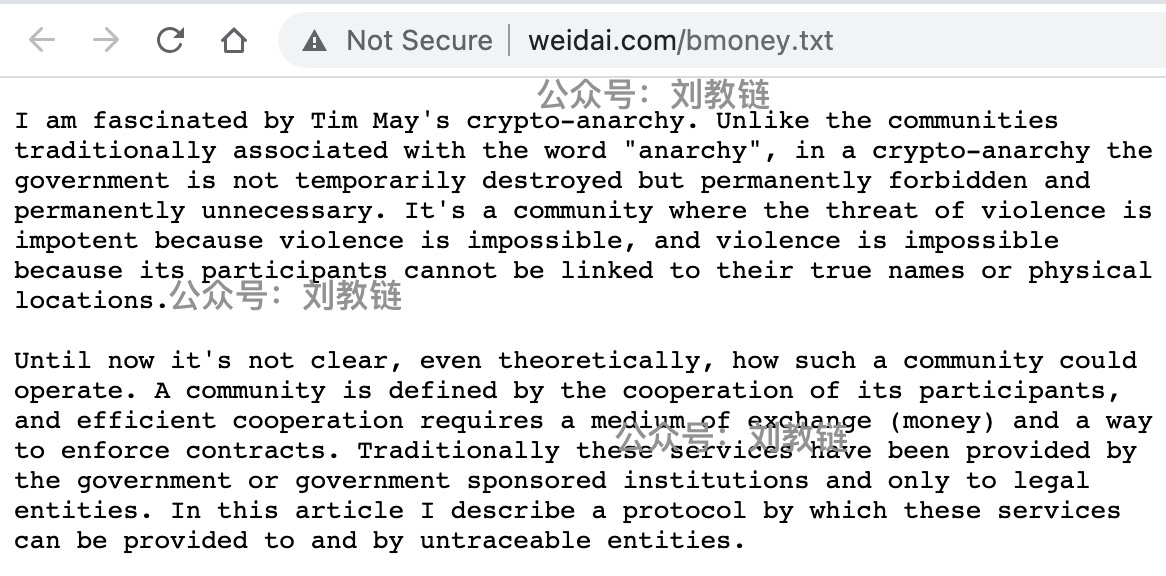 Not Secure | weidai.com/bmoney.txt
公众号：刘教链
I am fascinated by Tim May's crypto-anarchy. Unlike the communities
traditionally associated with the word "anarchy", in a crypto-anarchy the
government is not temporarily destroyed but permanently forbidden and
permanently unnecessary. It's a community where the threat of violence is
impotent because violence is impossible, and violence is impossible
because its participants cannot be linked to their true names or physical
locations.
公众号：刘教链
Until now it's not clear, even theoretically, how such a community could
operate. A community is defined by the cooperation of its participants,
and efficient cooperation requires a medium of exchange (money) and a way
公众号：刘教链
to enforce contracts. Traditionally these services have been provided by
the government or government sponsored institutions and only to legal
entities. In this article I describe a protocol by which these services
can be provided to and by untraceable entities.